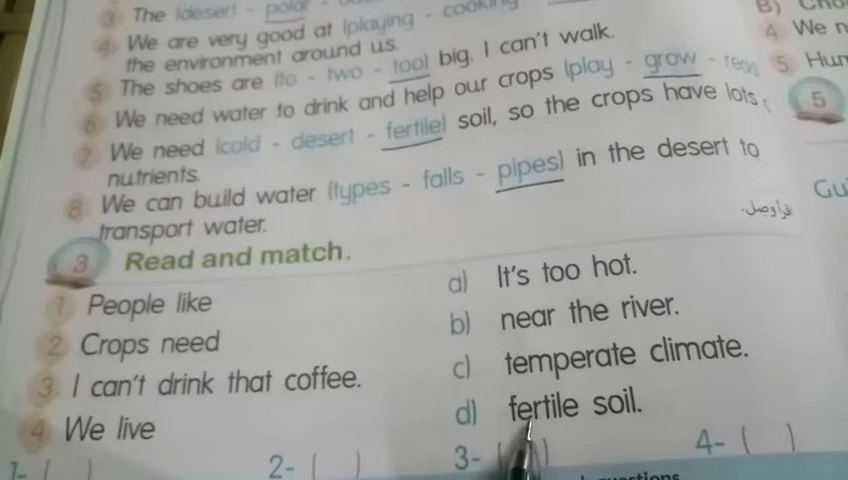 3 The (desert - polar -
4 We are very good at (playing - cooking
the environment around us.
5 The shoes are (to - two - too) big. I can't walk.
6 We need water to drink and help our crops (play - grow - read
7 We need (cold - desert - fertile) soil, so the crops have lots
nutrients.
8 We can build water (types - falls - pipes) in the desert to
transport water.
3 Read and match.
اقرأ وصل.
1 People like
a) It's too hot.
2 Crops need
b) near the river.
3 I can't drink that coffee.
c) temperate climate.
4 We live
d) fertile soil.
1- ( ) 2- ( ) 3- ( ) 4- ( )
B)
4 We
5
5